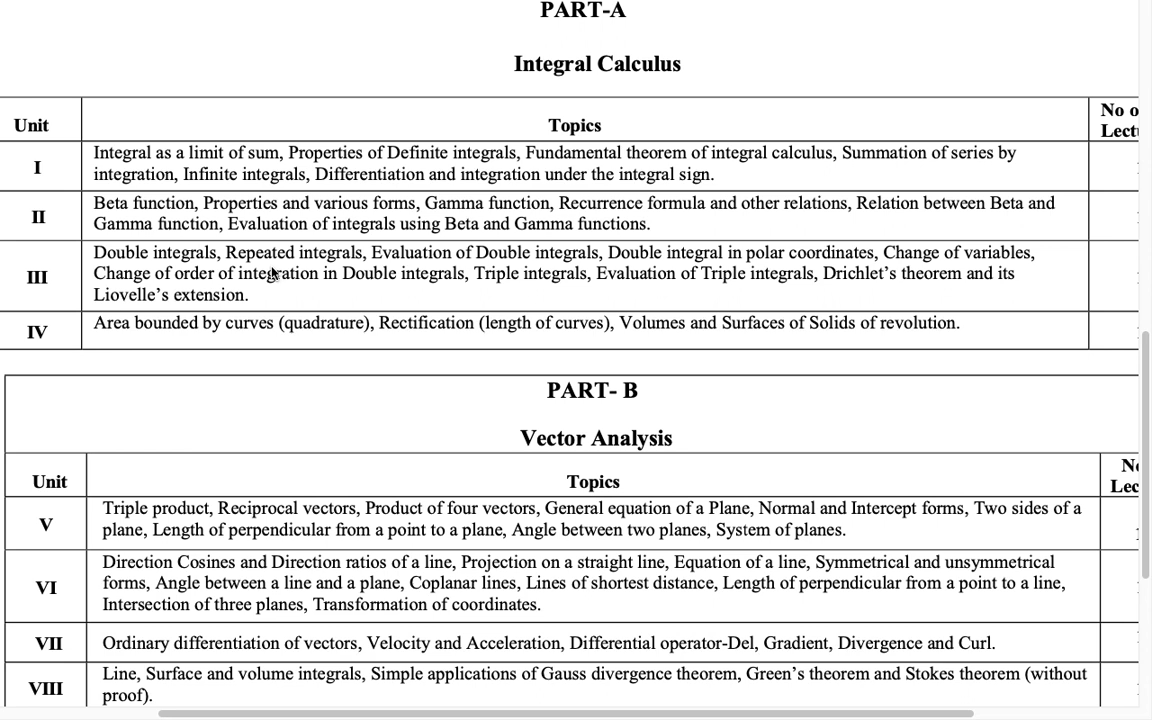 PART-A
Integral Calculus
Unit
Topics
No o
Lectu
I
Integral as a limit of sum, Properties of Definite integrals, Fundamental theorem of integral calculus, Summation of series by
integration, Infinite integrals, Differentiation and integration under the integral sign.
II
Beta function, Properties and various forms, Gamma function, Recurrence formula and other relations, Relation between Beta and
Gamma function, Evaluation of integrals using Beta and Gamma functions.
III
Double integrals, Repeated integrals, Evaluation of Double integrals, Double integral in polar coordinates, Change of variables,
Change of order of integration in Double integrals, Triple integrals, Evaluation of Triple integrals, Drichlet’s theorem and its
Liovelle’s extension.
IV
Area bounded by curves (quadrature), Rectification (length of curves), Volumes and Surfaces of Solids of revolution.
PART- B
Vector Analysis
Unit
Topics
No
Lec
V
Triple product, Reciprocal vectors, Product of four vectors, General equation of a Plane, Normal and Intercept forms, Two sides of a
plane, Length of perpendicular from a point to a plane, Angle between two planes, System of planes.
VI
Direction Cosines and Direction ratios of a line, Projection on a straight line, Equation of a line, Symmetrical and unsymmetrical
forms, Angle between a line and a plane, Coplanar lines, Lines of shortest distance, Length of perpendicular from a point to a line,
Intersection of three planes, Transformation of coordinates.
VII
Ordinary differentiation of vectors, Velocity and Acceleration, Differential operator-Del, Gradient, Divergence and Curl.
VIII
Line, Surface and volume integrals, Simple applications of Gauss divergence theorem, Green’s theorem and Stokes theorem (without
proof).